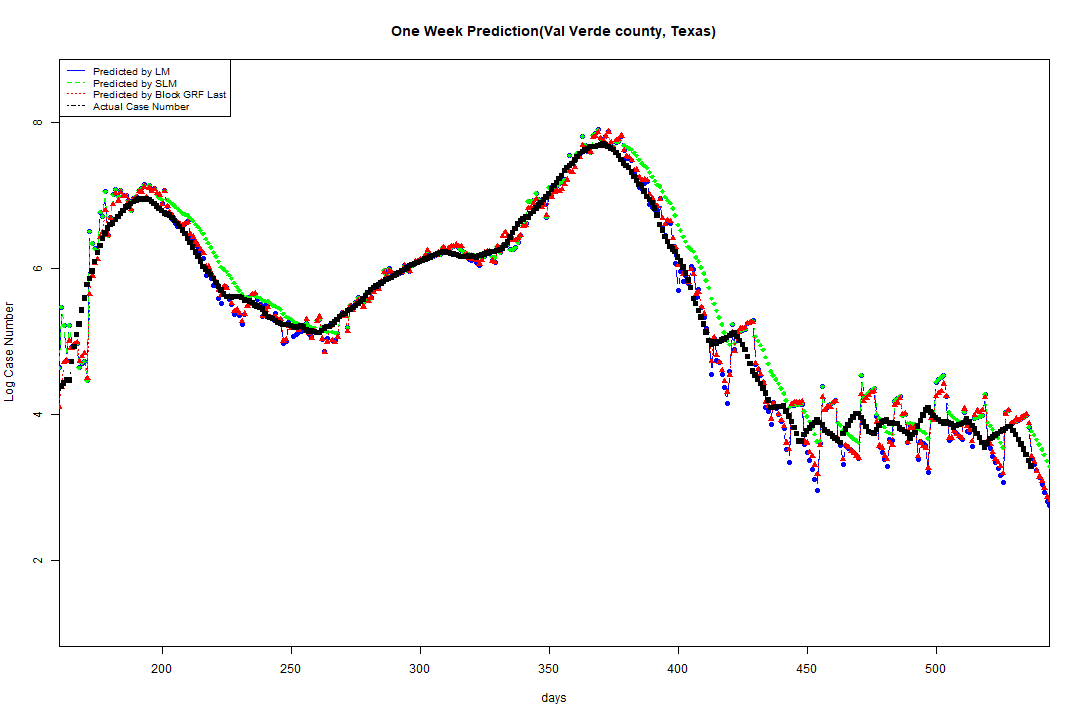 One Week Prediction(Val Verde county, Texas)
Predicted by LM
Predicted by SLM
Predicted by Block GRF Last
Actual Case Number
Log Case Number
8
6
4
2
200 250 300 350 400 450 500
days